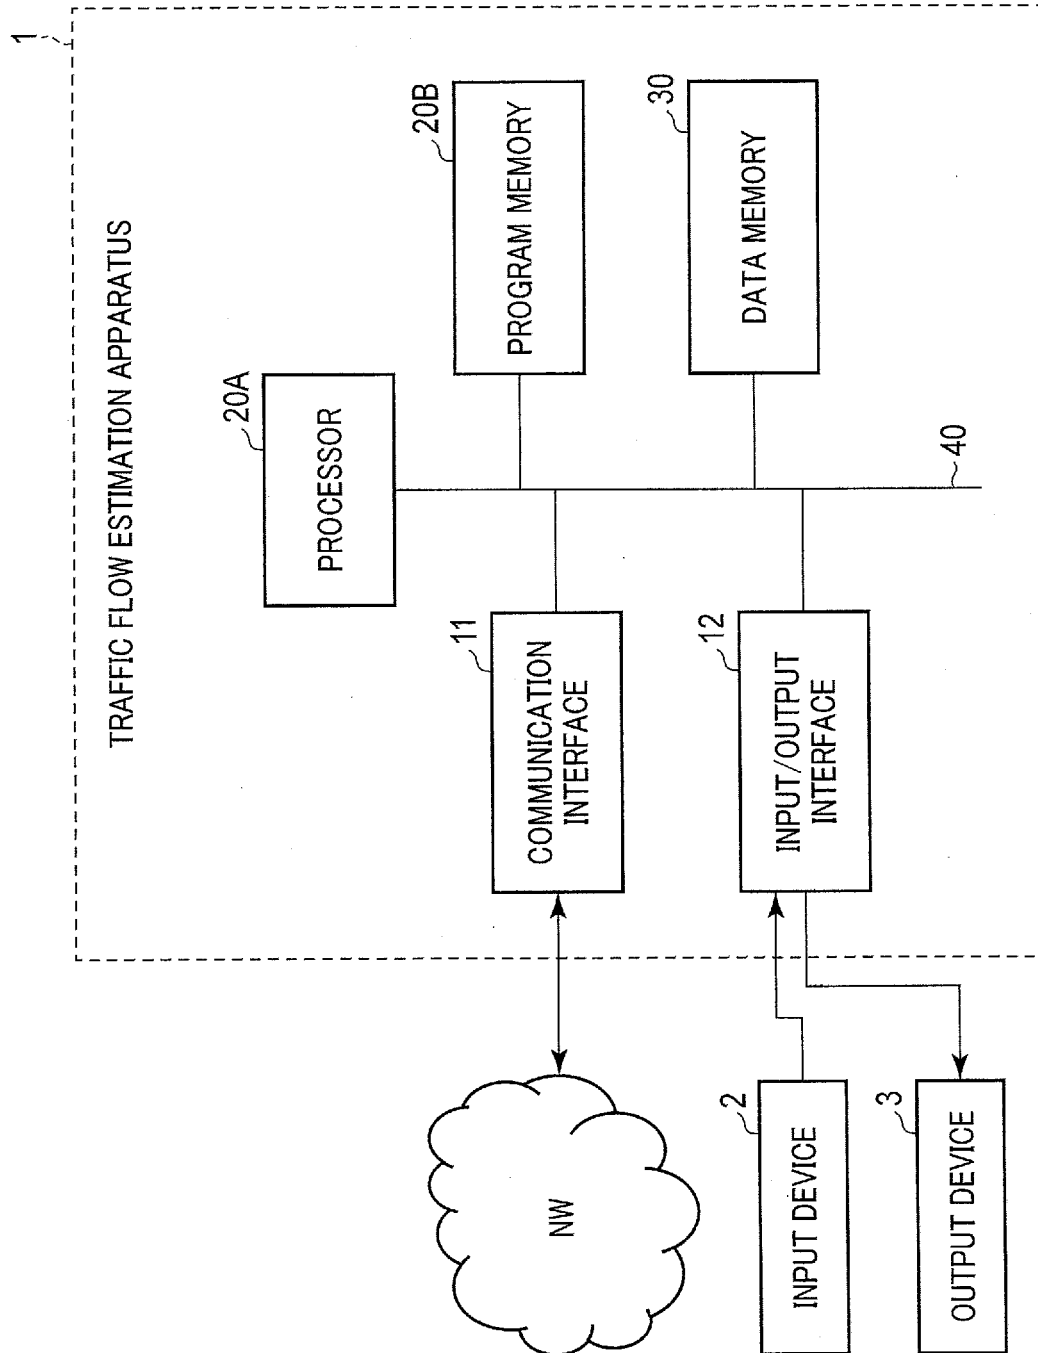 1
TRAFFIC FLOW ESTIMATION APPARATUS
20A
PROCESSOR
20B
PROGRAM MEMORY
11
COMMUNICATION
INTERFACE
30
DATA MEMORY
12
INPUT/OUTPUT
INTERFACE
40
NW
2
INPUT DEVICE
3
OUTPUT DEVICE